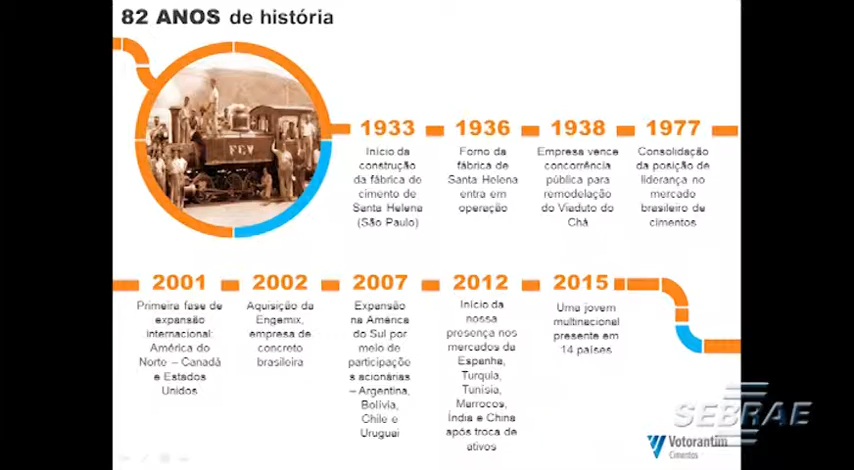 82 ANOS de história
F.E.V
1933
Início da
construção
da fábrica de
cimento de
Santa Helena
(São Paulo)
1936
Forno da
fábrica de
Santa Helena
entra em
operação
1938
Empresa vence
concorrência
pública para
remodelação
do Viaduto do
Chá
1977
Consolidação
da posição de
liderança no
mercado
brasileiro de
cimentos
2001
Primeira fase de
expansão
internacional:
América do
Norte – Canadá
e Estados
Unidos
2002
Aquisição da
Engemix,
empresa de
concreto
brasileira
2007
Expansão
na América
do Sul por
meio de
participaçõe
s acionárias
– Argentina,
Bolívia,
Chile e
Uruguai
2012
Início da
nossa
presença nos
mercados da
Espanha,
Turquia,
Tunísia,
Marrocos,
Índia e China
após troca de
ativos
2015
Uma jovem
multinacional
presente em
14 países
SEBRAE
Votorantim
Cimentos